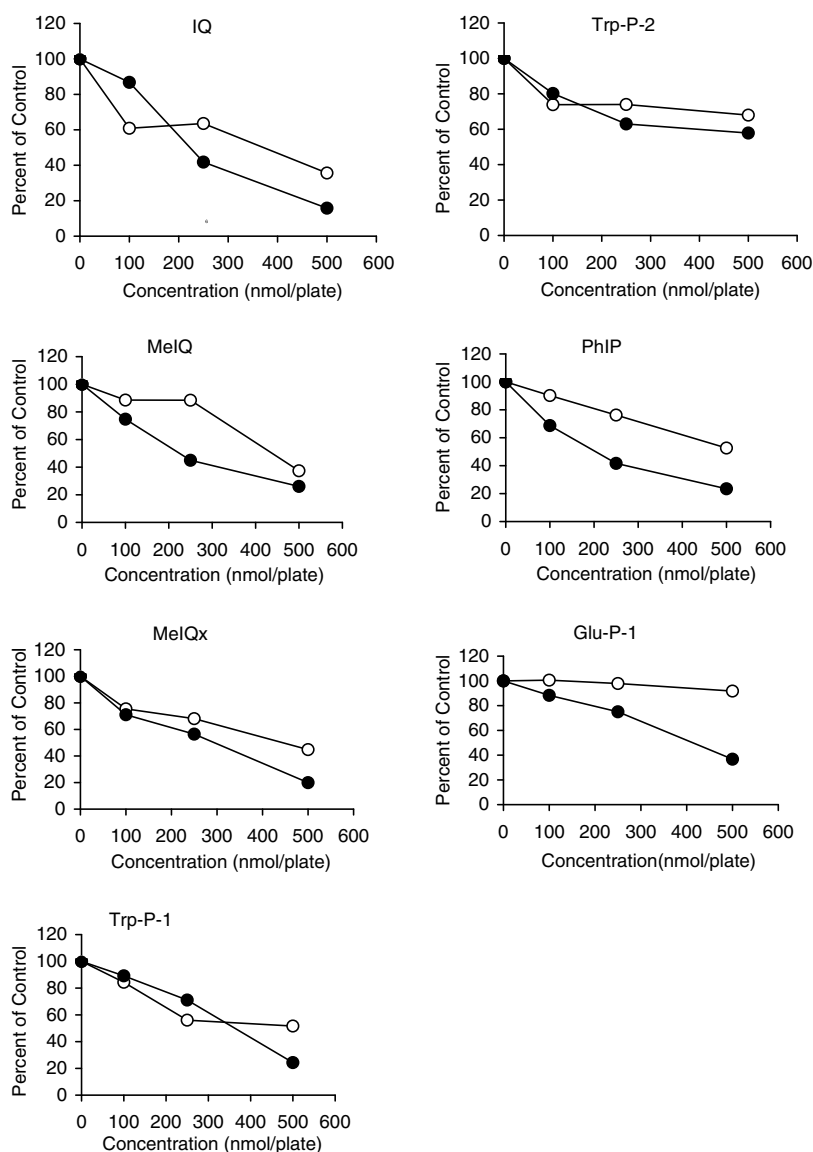 IQ
Percent of Control
120
100
80
60
40
20
0
0 100 200 300 400 500 600
Concentration (nmol/plate)
Trp-P-2
Percent of Control
120
100
80
60
40
20
0
0 100 200 300 400 500 600
Concentration (nmol/plate)
MeIQ
Percent of Control
120
100
80
60
40
20
0
0 100 200 300 400 500 600
Concentration (nmol/plate)
PhIP
Percent of Control
120
100
80
60
40
20
0
0 100 200 300 400 500 600
Concentration (nmol/plate)
MeIQx
Percent of Control
120
100
80
60
40
20
0
0 100 200 300 400 500 600
Concentration (nmol/plate)
Glu-P-1
Percent of Control
120
100
80
60
40
20
0
0 100 200 300 400 500 600
Concentration(nmol/plate)
Trp-P-1
Percent of Control
120
100
80
60
40
20
0
0 100 200 300 400 500 600
Concentration (nmol/plate)